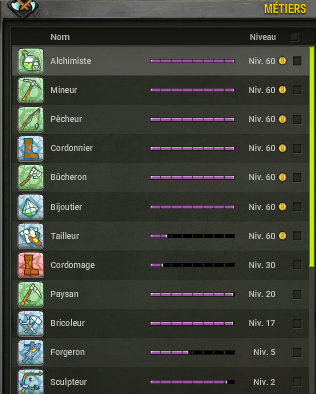 MÉTIERS
Nom Niveau
Alchimiste Niv. 60
Mineur Niv. 60
Pêcheur Niv. 60
Cordonnier Niv. 60
Bûcheron Niv. 60
Bijoutier Niv. 60
Tailleur Niv. 60
Cordomage Niv. 30
Paysan Niv. 20
Bricoleur Niv. 17
Forgeron Niv. 5
Sculpteur Niv. 2